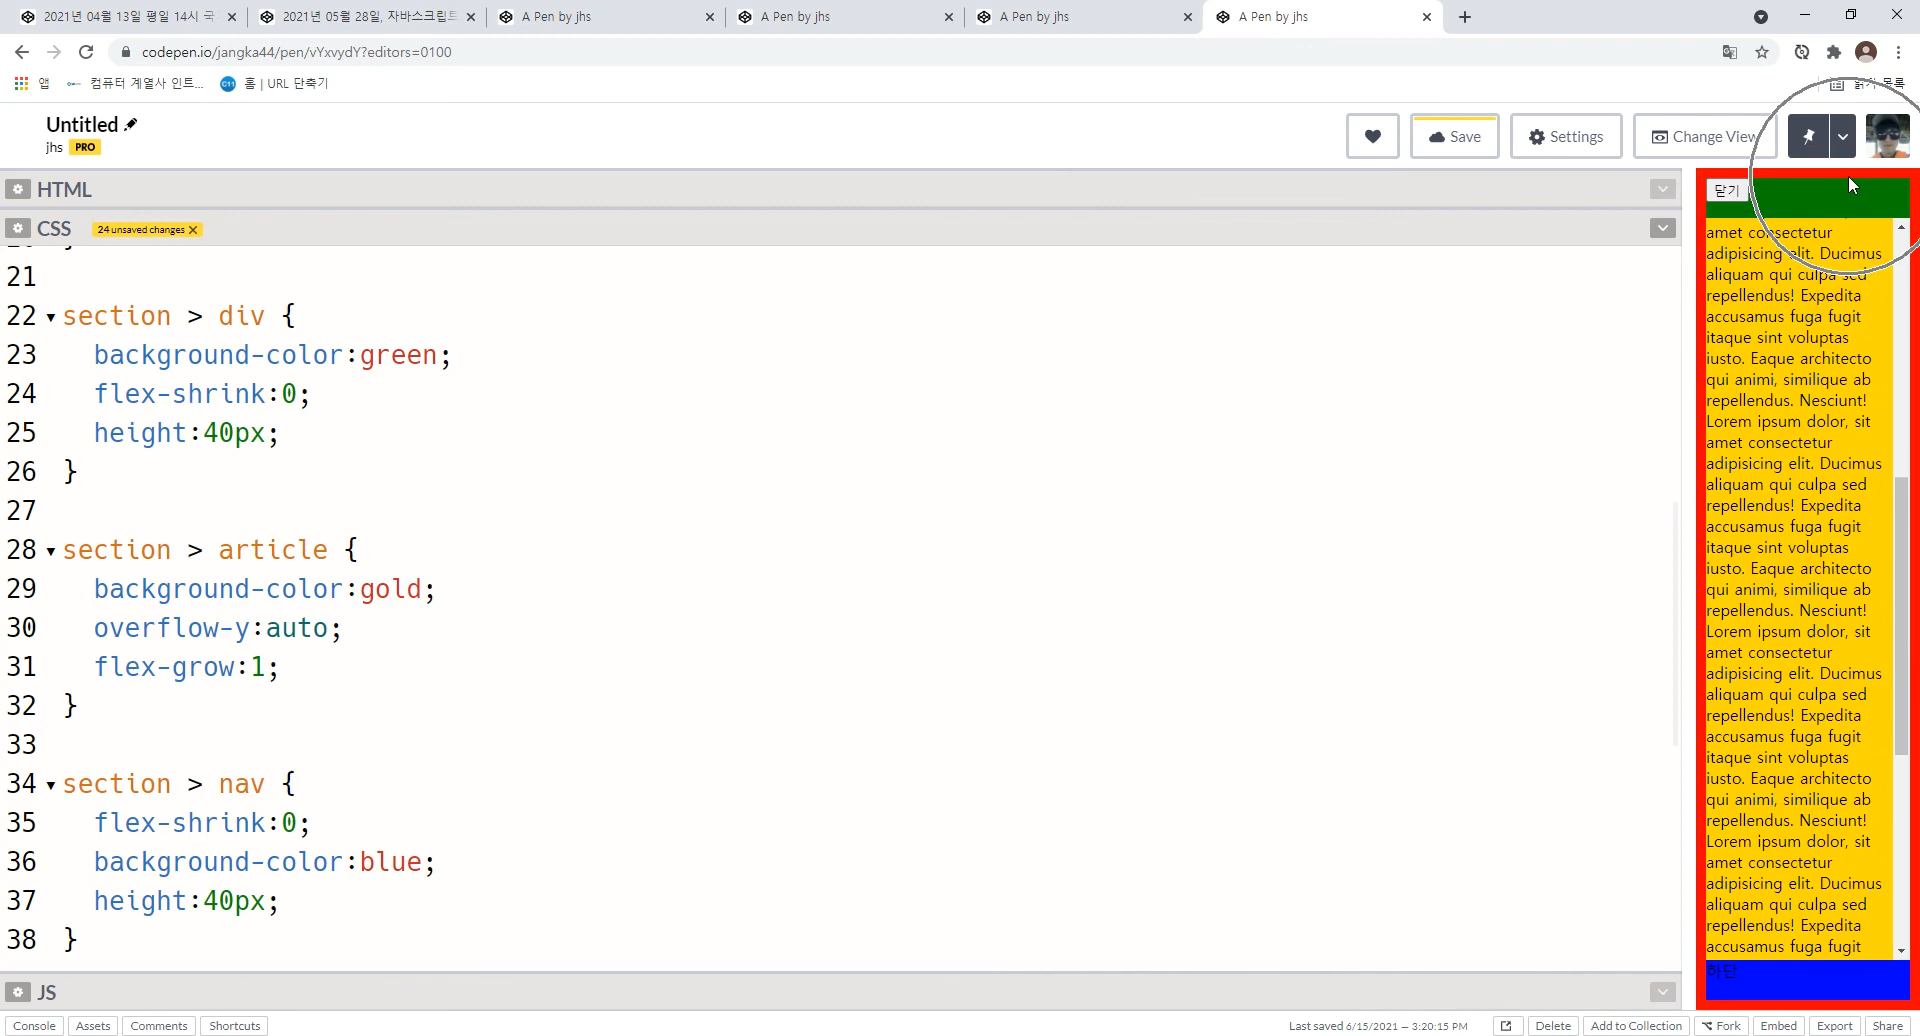 2021년 04월 13일 평일 14시 국
2021년 05월 28일, 자바스크립트
A Pen by jhs
A Pen by jhs
A Pen by jhs
A Pen by jhs
codepen.io/jangka44/pen/vYxvydY?editors=0100
앱
컴퓨터 계열사 인트...
홈 | URL 단축기
읽기 목록
Untitled
jhs PRO
Save
Settings
Change View
HTML
CSS
24 unsaved changes
21
22 section > div {
23 background-color:green;
24 flex-shrink:0;
25 height:40px;
26 }
27
28 section > article {
29 background-color:gold;
30 overflow-y:auto;
31 flex-grow:1;
32 }
33
34 section > nav {
35 flex-shrink:0;
36 background-color:blue;
37 height:40px;
38 }
JS
닫기
amet consectetur
adipisicing elit. Ducimus
aliquam qui culpa sed
repellendus! Expedita
accusamus fuga fugit
itaque sint voluptas
iusto. Eaque architecto
qui animi, similique ab
repellendus. Nesciunt!
Lorem ipsum dolor, sit
amet consectetur
adipisicing elit. Ducimus
aliquam qui culpa sed
repellendus! Expedita
accusamus fuga fugit
itaque sint voluptas
iusto. Eaque architecto
qui animi, similique ab
repellendus. Nesciunt!
Lorem ipsum dolor, sit
amet consectetur
adipisicing elit. Ducimus
aliquam qui culpa sed
repellendus! Expedita
accusamus fuga fugit
itaque sint voluptas
iusto. Eaque architecto
qui animi, similique ab
repellendus. Nesciunt!
Lorem ipsum dolor, sit
amet consectetur
adipisicing elit. Ducimus
aliquam qui culpa sed
repellendus! Expedita
accusamus fuga fugit
하단
Console
Assets
Comments
Shortcuts
Last saved 6/15/2021 — 3:20:15 PM
Delete
Add to Collection
Fork
Embed
Export
Share